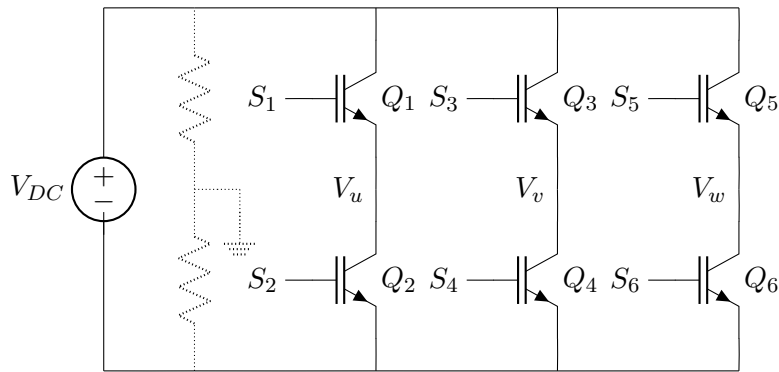 S1 Q1 S3 Q3 S5 Q5
+
VDC Vu Vv Vw
−
S2 Q2 S4 Q4 S6 Q6